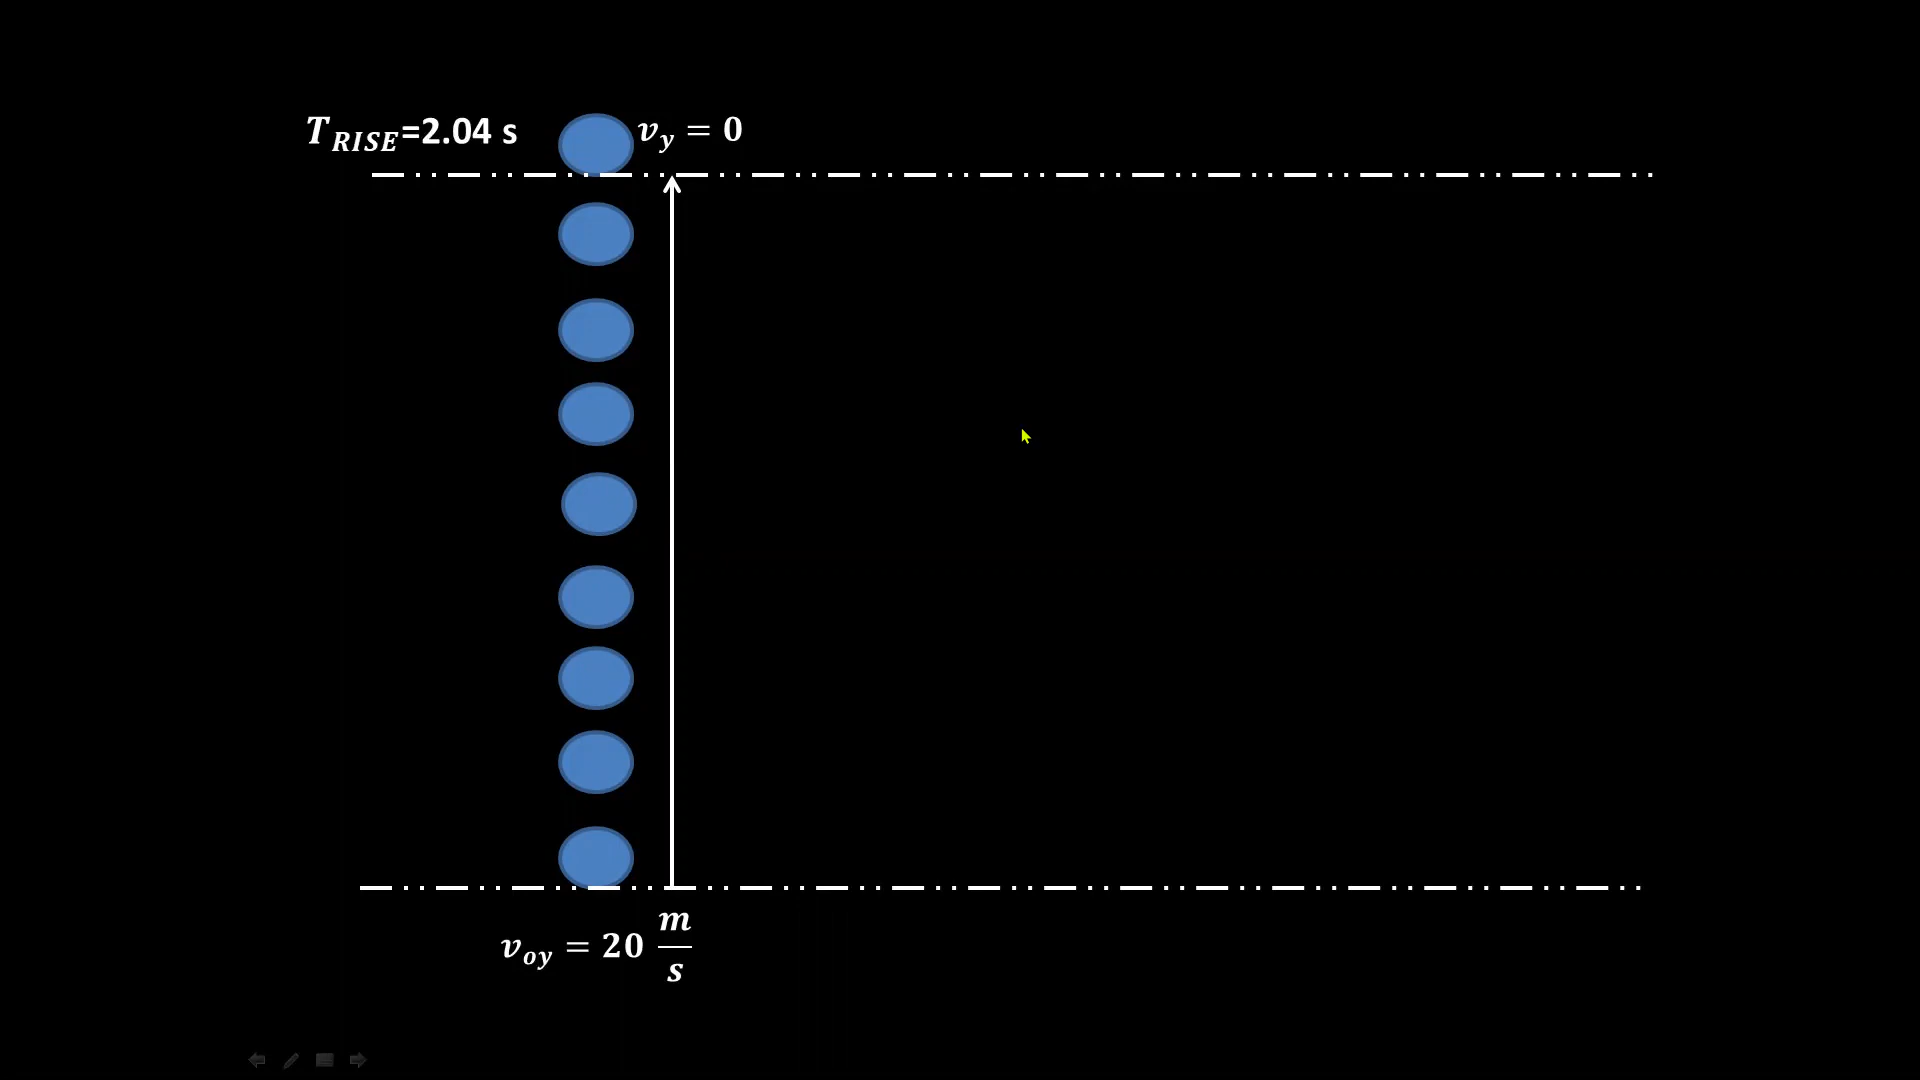 T_RISE=2.04 s
v_y = 0
v_oy = 20 m/s